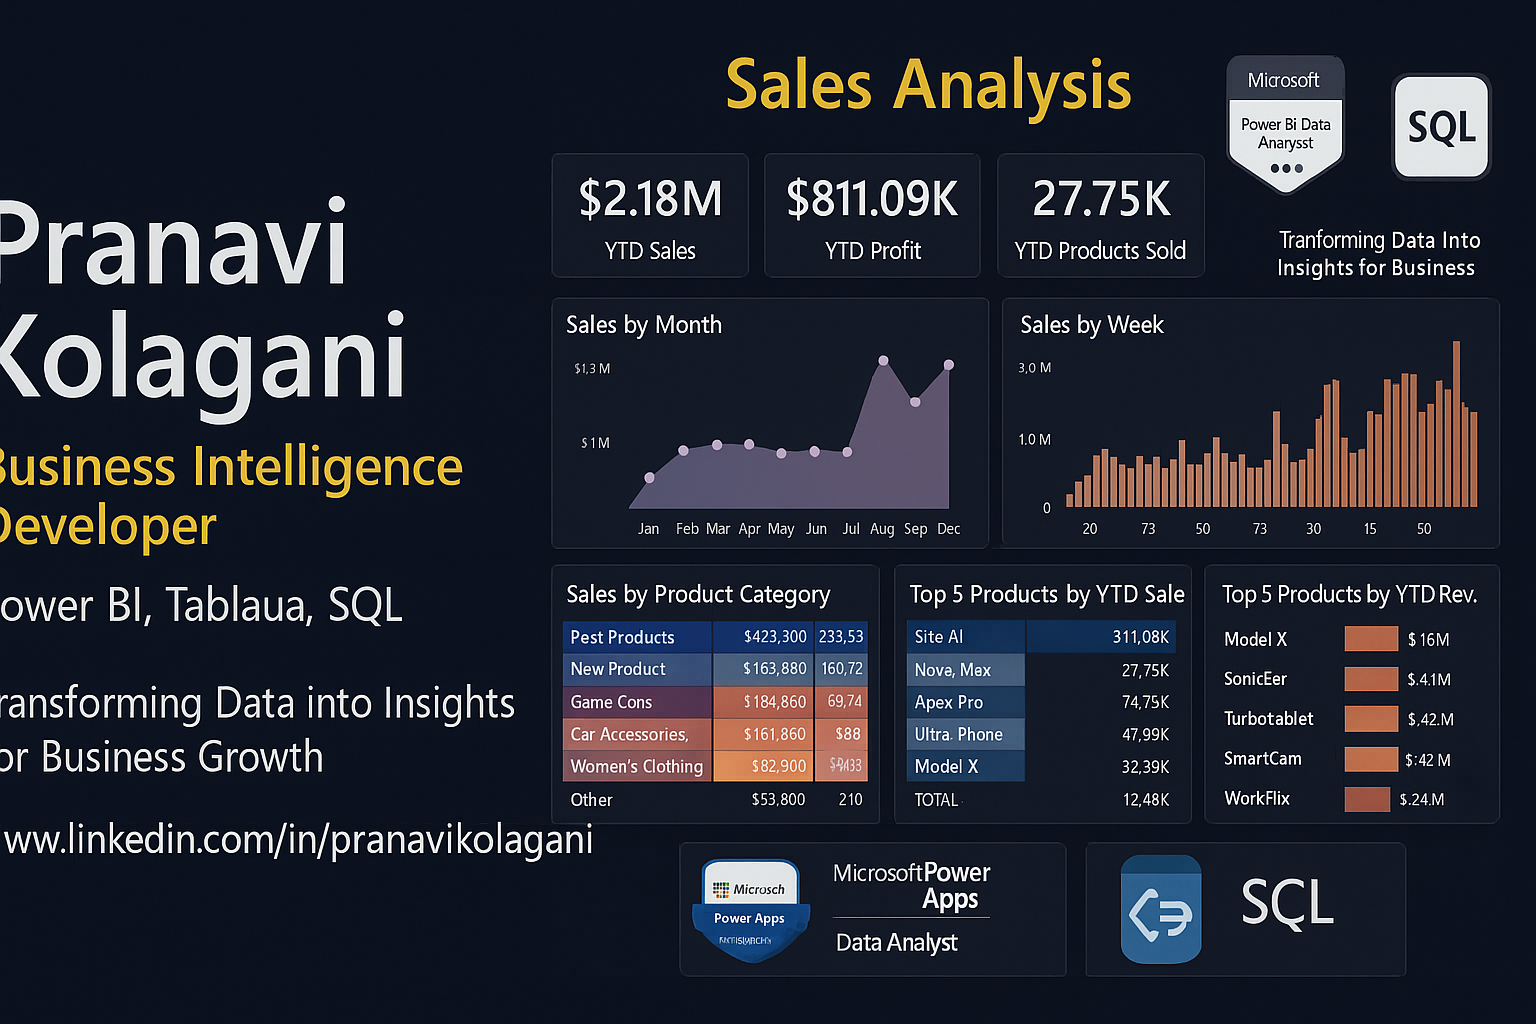 Pranavi
Kolagani
Business Intelligence
Developer
ower BI, Tablaua, SQL
ransforming Data into Insights
or Business Growth
ww.linkedin.com/in/pranavikolagani
Sales Analysis
Microsoft
Power Bi Data
Anarysst
SQL
Tranforming Data Into
Insights for Business
$2.18M
YTD Sales
$811.09K
YTD Profit
27.75K
YTD Products Sold
Sales by Month
$1,3 M
$1M
Jan Feb Mar Apr May Jun Jul Aug Sep Dec
Sales by Week
3,0 M
1.0 M
0
20 73 50 73 30 15 50
Sales by Product Category
Pest Products $423,300 233,53
New Product $163,880 160,72
Game Cons $184,860 69,74
Car Accessories, $161,860 $88
Women's Clothing $82,900
Other $53,800 210
Top 5 Products by YTD Sale
Site AI 311,08K
Nova, Max 27,75K
Apex Pro 74,75K
Ultra. Phone 47,99K
Model X 32,39K
TOTAL 12,48K
Top 5 Products by YTD Rev.
Model X $16M
SonicEer $.4.1M
Turbotablet $,42.M
SmartCam $:42 M
WorkFlix $.24.M
Microsch
Power Apps
Microsoft Power
Apps
Data Analyst
SQL